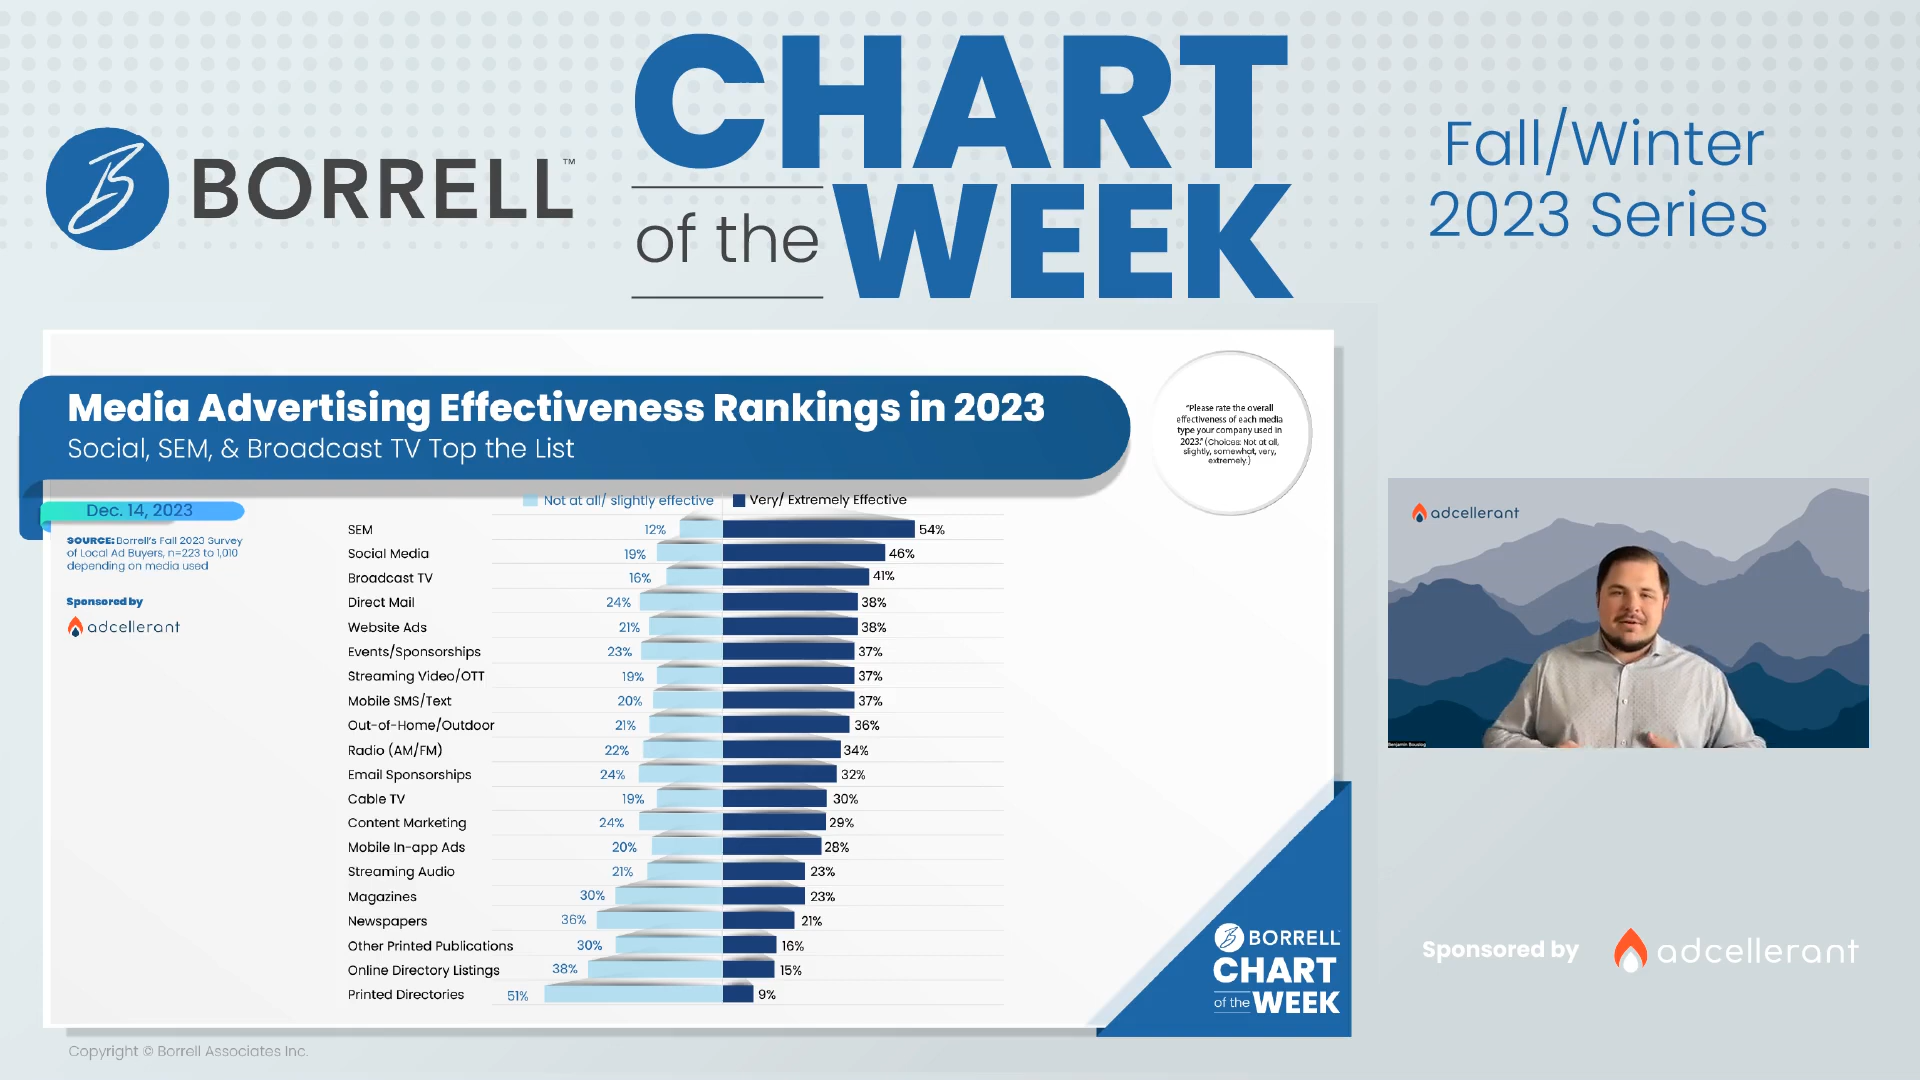 BORRELL™
CHART
of the WEEK
Fall/Winter
2023 Series
Media Advertising Effectiveness Rankings in 2023
Social, SEM, & Broadcast TV Top the List
"Please rate the overall
effectiveness of each media
type your company used in
2023." (Choices: Not at all,
slightly, somewhat, very,
extremely.)
Dec. 14, 2023
SOURCE: Borrell's Fall 2023 Survey
of Local Ad Buyers, n=223 to 1,010
depending on media used
Sponsored by
adcellerant
Not at all/ slightly effective Very/ Extremely Effective
SEM 12% 54%
Social Media 19% 46%
Broadcast TV 16% 41%
Direct Mail 24% 38%
Website Ads 21% 38%
Events/Sponsorships 23% 37%
Streaming Video/OTT 19% 37%
Mobile SMS/Text 20% 37%
Out-of-Home/Outdoor 21% 36%
Radio (AM/FM) 22% 34%
Email Sponsorships 24% 32%
Cable TV 19% 30%
Content Marketing 24% 29%
Mobile In-app Ads 20% 28%
Streaming Audio 21% 23%
Magazines 30% 23%
Newspapers 36% 21%
Other Printed Publications 30% 16%
Online Directory Listings 38% 15%
Printed Directories 51% 9%
BORRELL
CHART
of the WEEK
adcellerant
Sponsored by adcellerant
Copyright © Borrell Associates Inc.